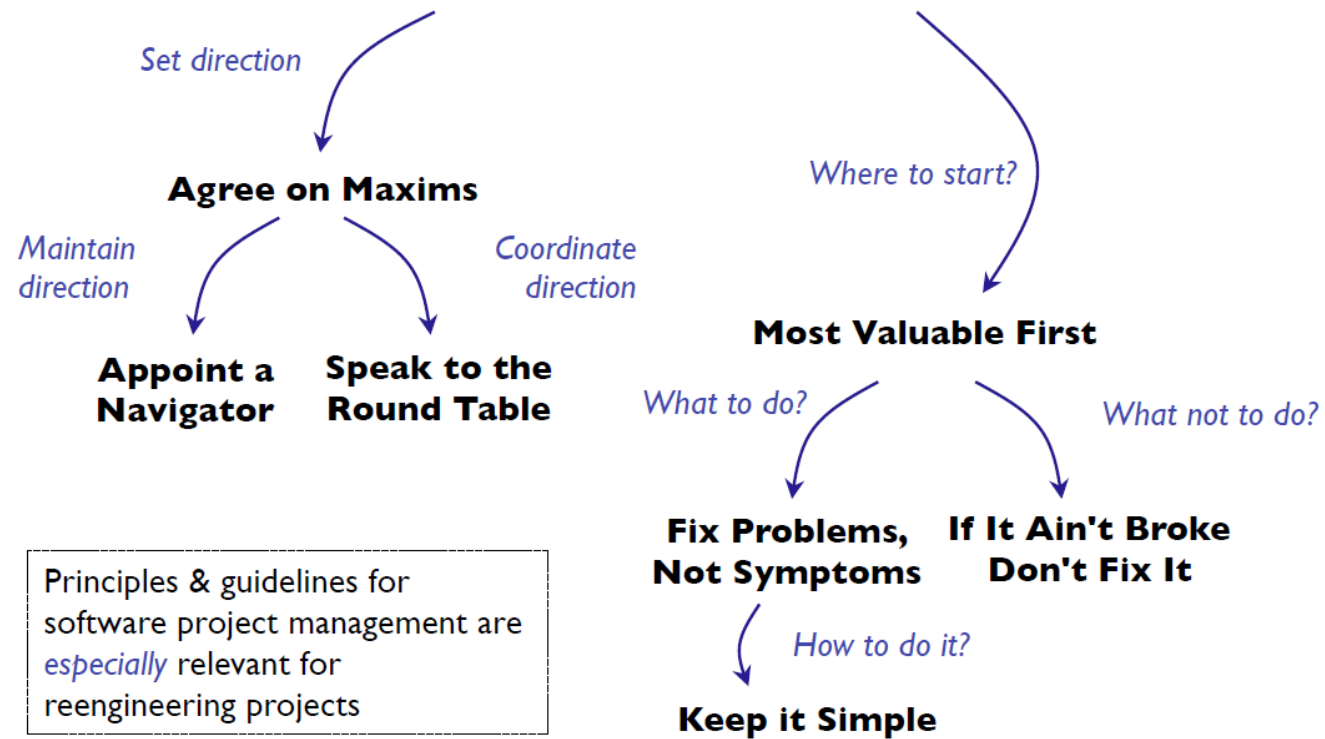 Set direction
Agree on Maxims
Maintain
direction
Coordinate
direction
Appoint a
Navigator
Speak to the
Round Table
Where to start?
Most Valuable First
What to do?
What not to do?
Fix Problems,
Not Symptoms
If It Ain't Broke
Don't Fix It
How to do it?
Keep it Simple
Principles & guidelines for
software project management are
especially relevant for
reengineering projects